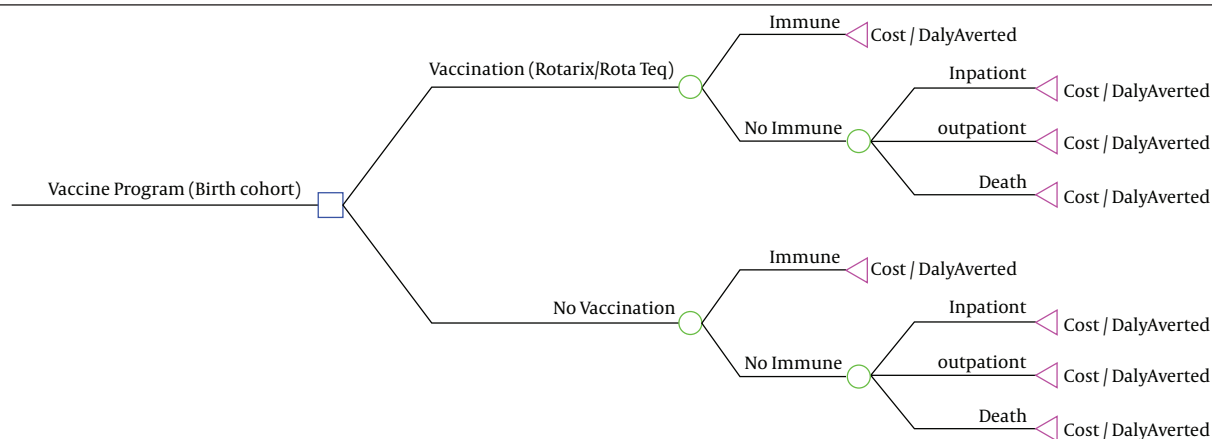 Immune
Cost / DalyAverted
Vaccination (Rotarix/Rota Teq)
Inpationt
Cost / DalyAverted
No Immune
outpationt
Cost / DalyAverted
Death
Cost / DalyAverted
Vaccine Program (Birth cohort)
Immune
Cost / DalyAverted
No Vaccination
Inpationt
Cost / DalyAverted
No Immune
outpationt
Cost / DalyAverted
Death
Cost / DalyAverted